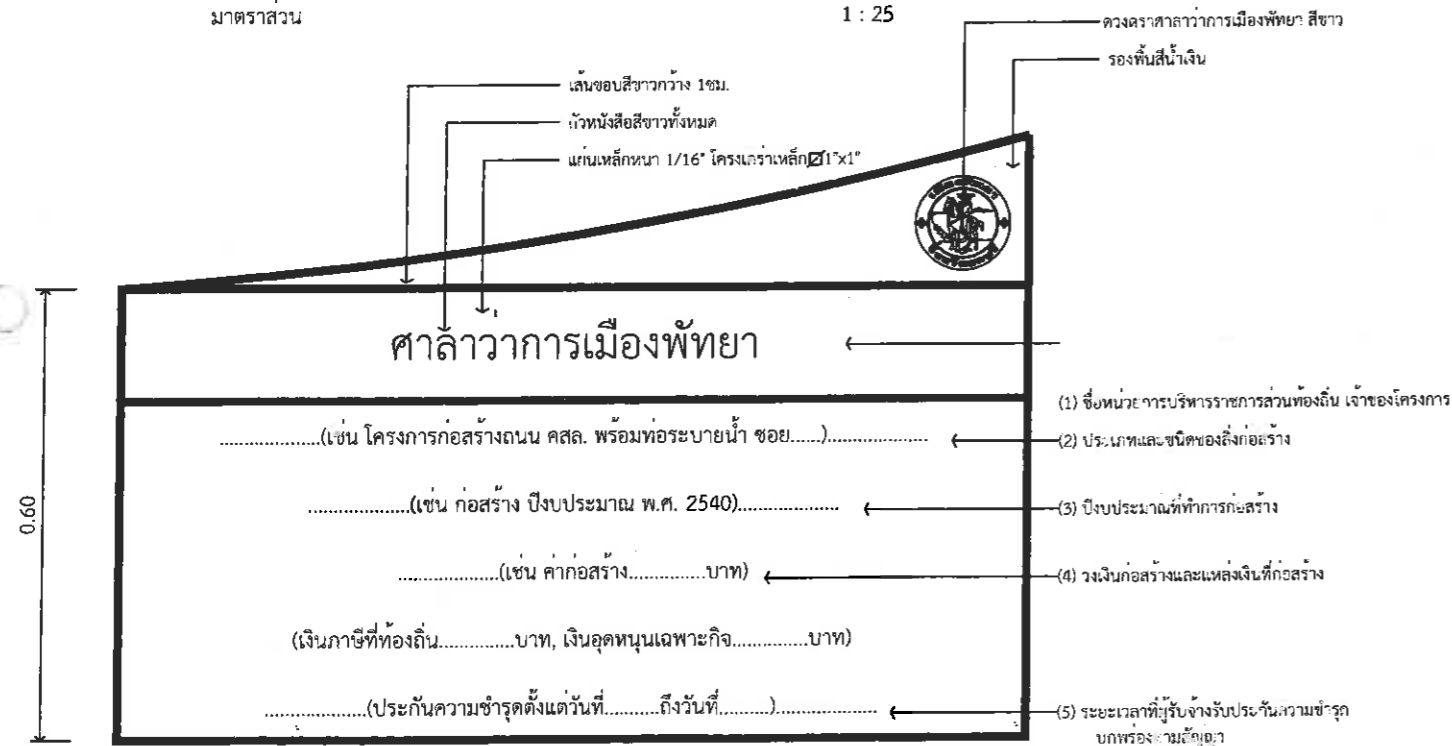 มาตราส่วน 1 : 25
ดวงตราศาลาว่าการเมืองพัทยา สีขาว
รองพื้นสีน้ำเงิน
เส้นขอบสีขาวกว้าง 1ซม.
ตัวหนังสือสีขาวทั้งหมด
แผ่นเหล็กหนา 1/16" โครงเคร่าเหล็ก 1"x1"
ศาลาว่าการเมืองพัทยา
(1) ชื่อหน่วยการบริหารราชการส่วนท้องถิ่น เจ้าของโครงการ
....................(เช่น โครงการก่อสร้างถนน คสล. พร้อมท่อระบายน้ำ ซอย......)....................
(2) ประเภทและชนิดของสิ่งก่อสร้าง
....................(เช่น ก่อสร้าง ปีงบประมาณ พ.ศ. 2540)....................
(3) ปีงบประมาณที่ทำการก่อสร้าง
....................(เช่น ค่าก่อสร้าง...............บาท)
(4) วงเงินก่อสร้างและแหล่งเงินที่ก่อสร้าง
(เงินภาษีที่ท้องถิ่น...............บาท, เงินอุดหนุนเฉพาะกิจ...............บาท)
....................(ประกันความชำรุดตั้งแต่วันที่..........ถึงวันที่..........)....................
(5) ระยะเวลาที่ผู้รับจ้างรับประกันความชำรุด
บกพร่องตามสัญญา
0.60